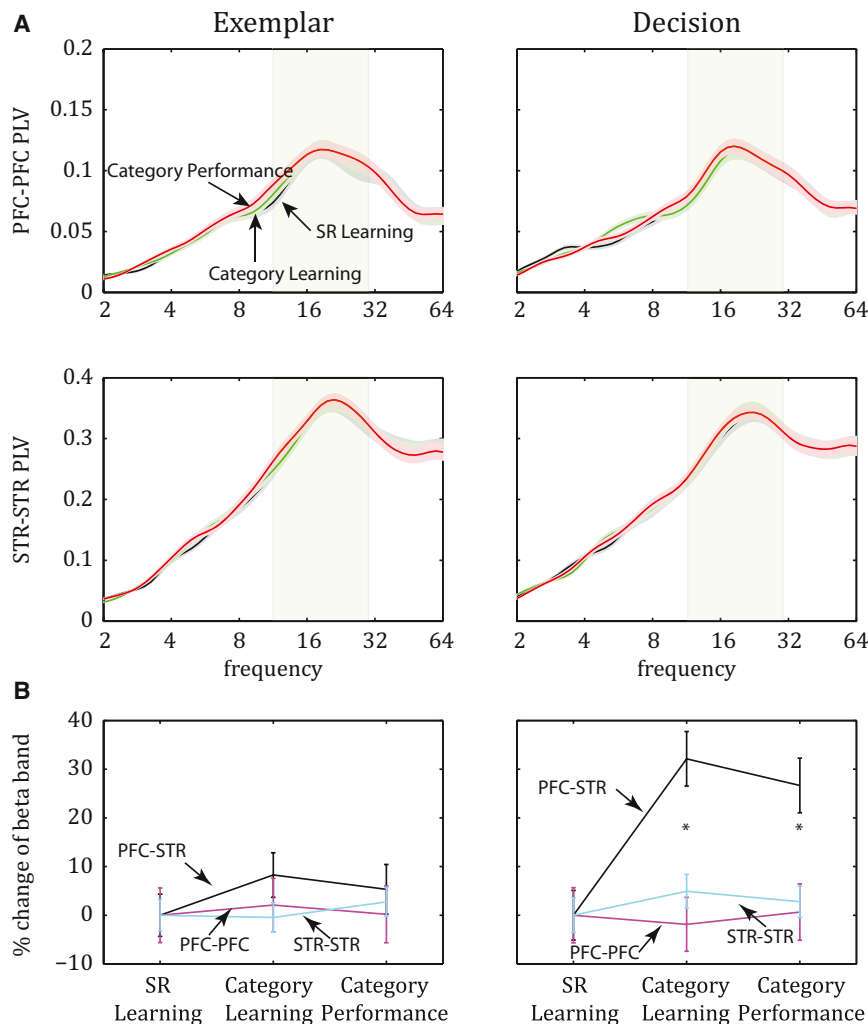 A
Exemplar
Decision
PFC-PFC PLV
0.2
0.15
0.1
0.05
0
Category Performance
SR Learning
Category Learning
2 4 8 16 32 64
2 4 8 16 32 64
STR-STR PLV
0.4
0.3
0.2
0.1
0
2 4 8 16 32 64
frequency
2 4 8 16 32 64
frequency
B
% change of beta band
40
30
20
10
0
−10
PFC-STR
PFC-PFC
STR-STR
SR
Learning
Category
Learning
Category
Performance
PFC-STR
*
*
PFC-PFC
STR-STR
SR
Learning
Category
Learning
Category
Performance